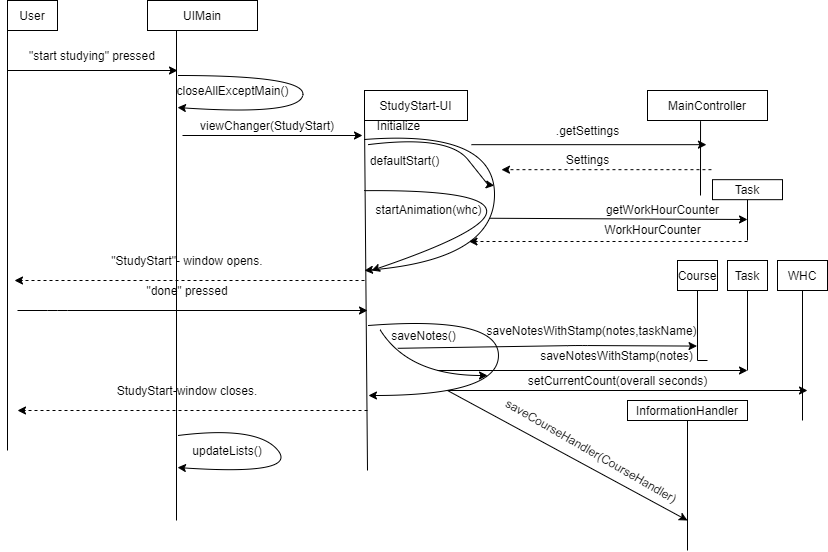 User
UIMain
"start studying" pressed
closeAllExceptMain()
StudyStart-UI
MainController
viewChanger(StudyStart)
Initialize
.getSettings
defaultStart()
Settings
Task
startAnimation(whc)
getWorkHourCounter
WorkHourCounter
"StudyStart"- window opens.
Course
Task
WHC
"done" pressed
saveNotes()
saveNotesWithStamp(notes,taskName)
saveNotesWithStamp(notes)
setCurrentCount(overall seconds)
StudyStart-window closes.
InformationHandler
saveCourseHandler(CourseHandler)
updateLists()